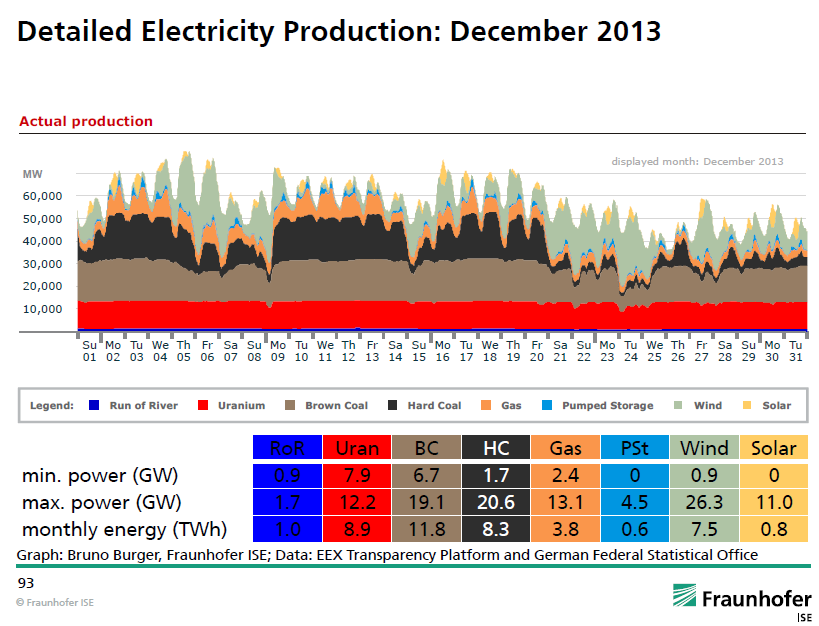 Detailed Electricity Production: December 2013
Actual production
displayed month: December 2013
MW
60,000
50,000
40,000
30,000
20,000
10,000
Su Mo Tu We Th Fr Sa Su Mo Tu We Th Fr Sa Su Mo Tu We Th Fr Sa Su Mo Tu We Th Fr Sa Su Mo Tu
01 02 03 04 05 06 07 08 09 10 11 12 13 14 15 16 17 18 19 20 21 22 23 24 25 26 27 28 29 30 31
Legend: Run of River Uranium Brown Coal Hard Coal Gas Pumped Storage Wind Solar
RoR Uran BC HC Gas PSt Wind Solar
min. power (GW) 0.9 7.9 6.7 1.7 2.4 0 0.9 0
max. power (GW) 1.7 12.2 19.1 20.6 13.1 4.5 26.3 11.0
monthly energy (TWh) 1.0 8.9 11.8 8.3 3.8 0.6 7.5 0.8
Graph: Bruno Burger, Fraunhofer ISE; Data: EEX Transparency Platform and German Federal Statistical Office
93
© Fraunhofer ISE
Fraunhofer
ISE